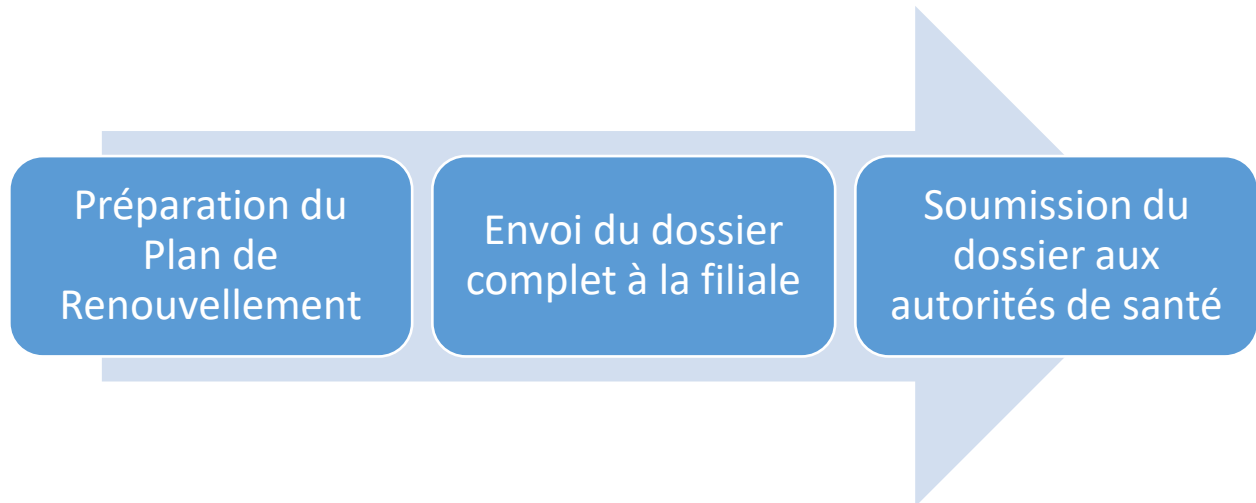 Préparation du
Plan de
Renouvellement
Envoi du dossier
complet à la filiale
Soumission du
dossier aux
autorités de santé